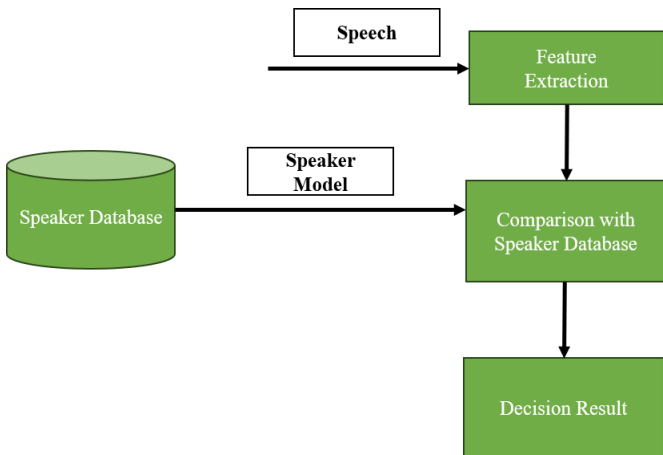 Speech
Feature
Extraction
Speaker
Model
Speaker Database
Comparison with
Speaker Database
Decision Result